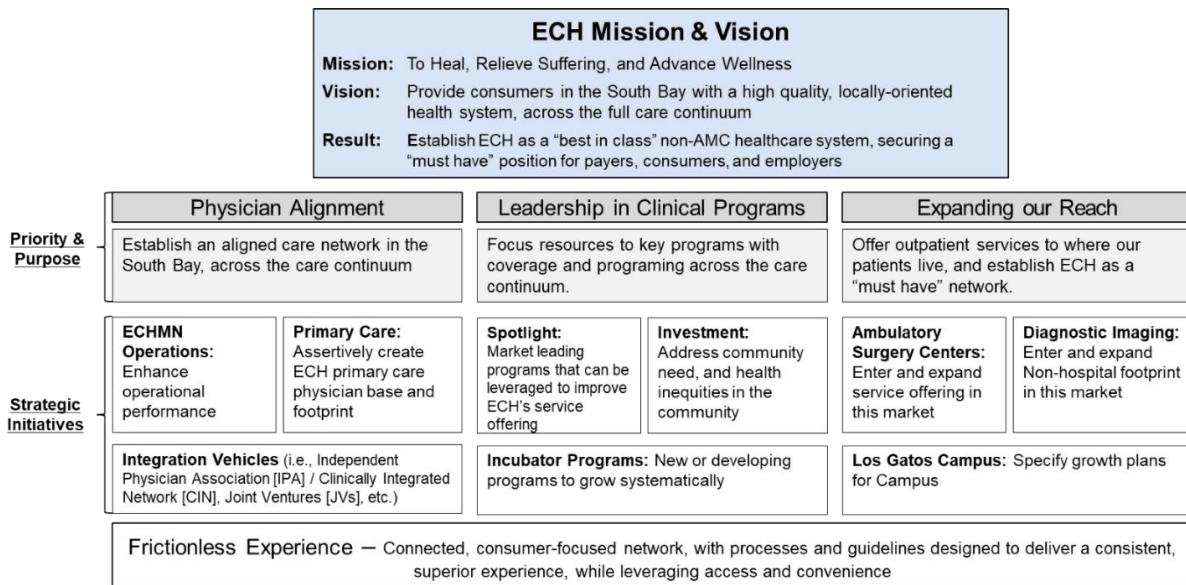 ECH Mission & Vision
Mission: To Heal, Relieve Suffering, and Advance Wellness
Vision: Provide consumers in the South Bay with a high quality, locally-oriented
health system, across the full care continuum
Result: Establish ECH as a “best in class” non-AMC healthcare system, securing a
“must have” position for payers, consumers, and employers
Priority &
Purpose
Physician Alignment
Establish an aligned care network in the
South Bay, across the care continuum
Leadership in Clinical Programs
Focus resources to key programs with
coverage and programing across the care
continuum.
Expanding our Reach
Offer outpatient services to where our
patients live, and establish ECH as a
“must have” network.
Strategic
Initiatives
ECHMN
Operations:
Enhance
operational
performance
Primary Care:
Assertively create
ECH primary care
physician base and
footprint
Integration Vehicles (i.e., Independent
Physician Association [IPA] / Clinically Integrated
Network [CIN], Joint Ventures [JVs], etc.)
Spotlight:
Market leading
programs that can be
leveraged to improve
ECH’s service
offering
Investment:
Address community
need, and health
inequities in the
community
Incubator Programs: New or developing
programs to grow systematically
Ambulatory
Surgery Centers:
Enter and expand
service offering in
this market
Diagnostic Imaging:
Enter and expand
Non-hospital footprint
in this market
Los Gatos Campus: Specify growth plans
for Campus
Frictionless Experience — Connected, consumer-focused network, with processes and guidelines designed to deliver a consistent,
superior experience, while leveraging access and convenience